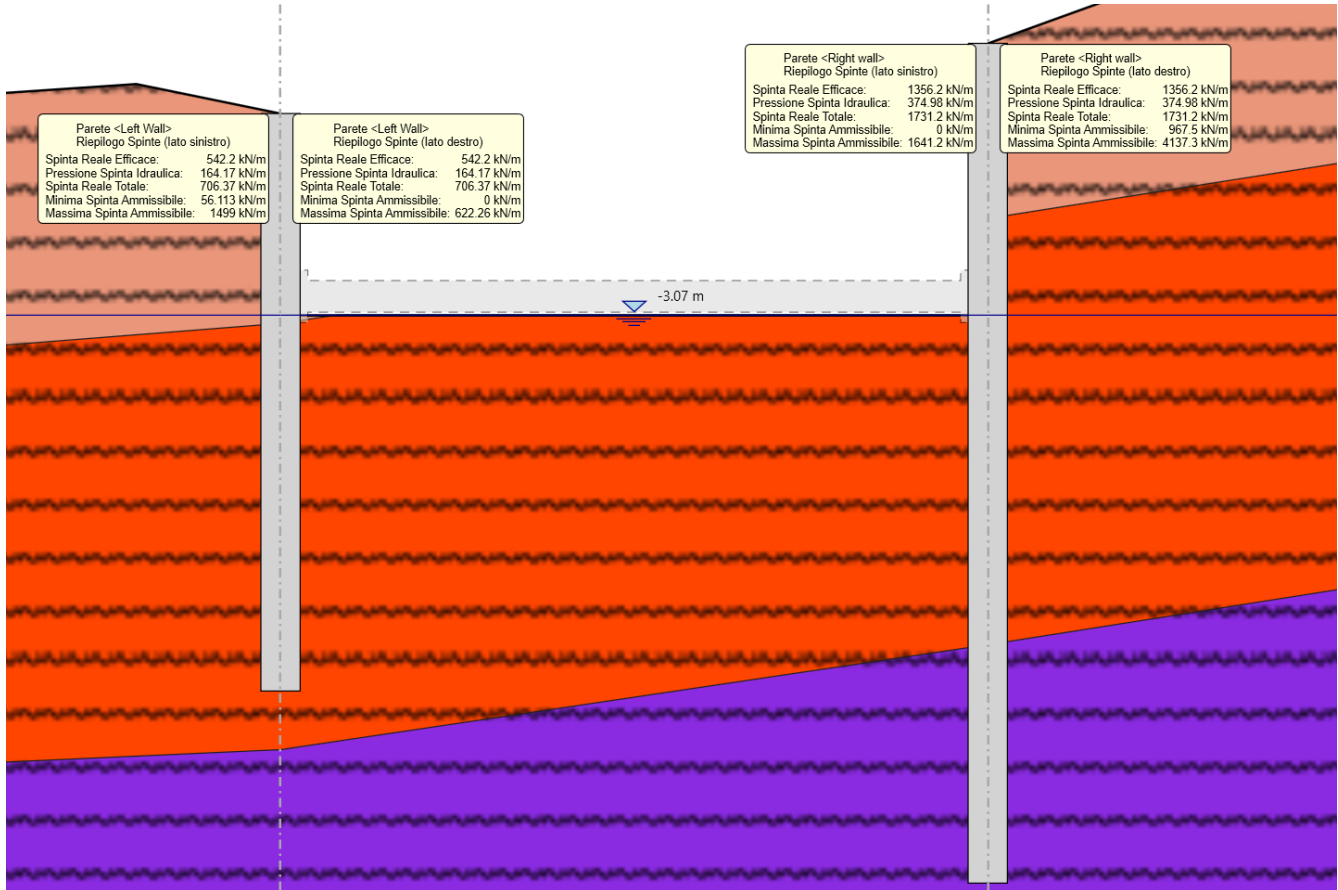 Parete <Left Wall>
Riepilogo Spinte (lato sinistro)
Spinta Reale Efficace: 542.2 kN/m
Pressione Spinta Idraulica: 164.17 kN/m
Spinta Reale Totale: 706.37 kN/m
Minima Spinta Ammissibile: 56.113 kN/m
Massima Spinta Ammissibile: 1499 kN/m
Parete <Left Wall>
Riepilogo Spinte (lato destro)
Spinta Reale Efficace: 542.2 kN/m
Pressione Spinta Idraulica: 164.17 kN/m
Spinta Reale Totale: 706.37 kN/m
Minima Spinta Ammissibile: 0 kN/m
Massima Spinta Ammissibile: 622.26 kN/m
Parete <Right wall>
Riepilogo Spinte (lato sinistro)
Spinta Reale Efficace: 1356.2 kN/m
Pressione Spinta Idraulica: 374.98 kN/m
Spinta Reale Totale: 1731.2 kN/m
Minima Spinta Ammissibile: 0 kN/m
Massima Spinta Ammissibile: 1641.2 kN/m
Parete <Right wall>
Riepilogo Spinte (lato destro)
Spinta Reale Efficace: 1356.2 kN/m
Pressione Spinta Idraulica: 374.98 kN/m
Spinta Reale Totale: 1731.2 kN/m
Minima Spinta Ammissibile: 967.5 kN/m
Massima Spinta Ammissibile: 4137.3 kN/m
-3.07 m